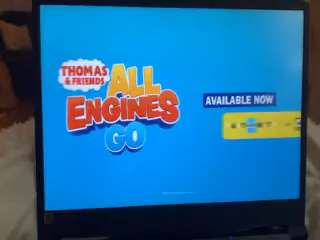 THOMAS
& FRIENDS
ALL
ENGINES
GO
AVAILABLE NOW